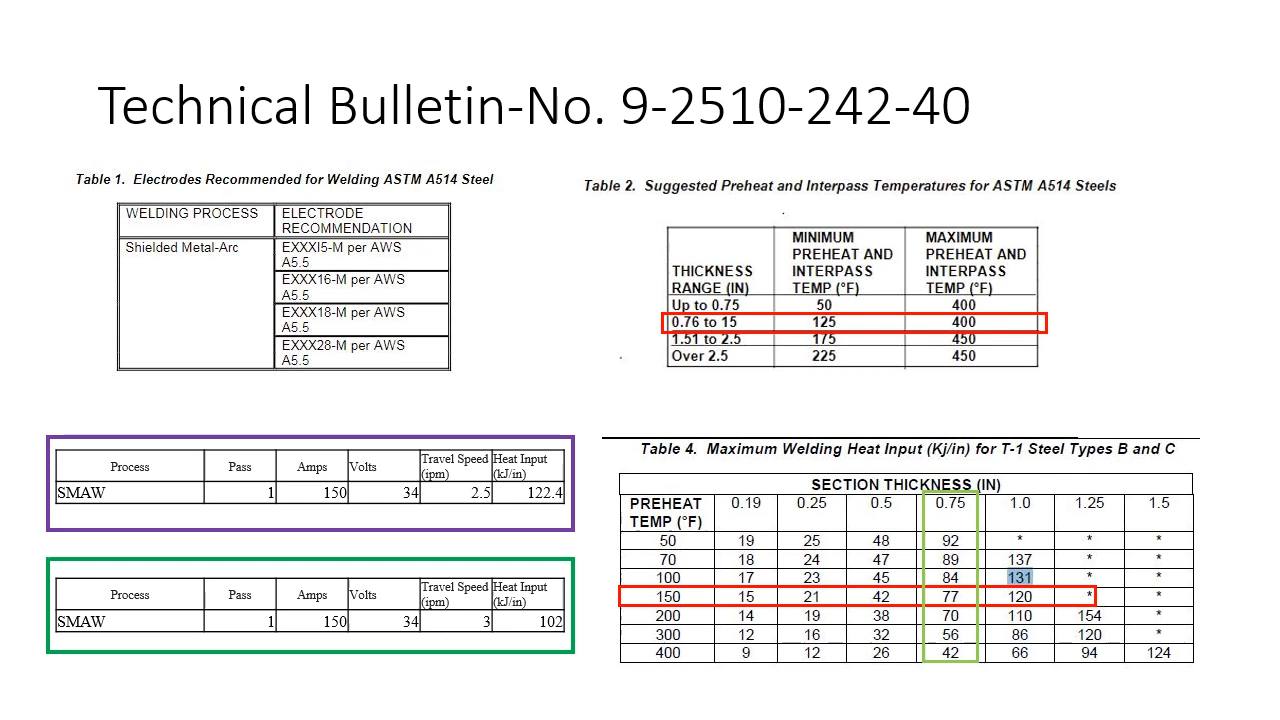 Technical Bulletin-No. 9-2510-242-40
Table 1. Electrodes Recommended for Welding ASTM A514 Steel
WELDING PROCESS ELECTRODE
RECOMMENDATION
Shielded Metal-Arc EXXXI5-M per AWS
A5.5
EXXX16-M per AWS
A5.5
EXXX18-M per AWS
A5.5
EXXX28-M per AWS
A5.5
Table 2. Suggested Preheat and Interpass Temperatures for ASTM A514 Steels
MINIMUM MAXIMUM
PREHEAT AND PREHEAT AND
THICKNESS INTERPASS INTERPASS
RANGE (IN) TEMP (°F) TEMP (°F)
Up to 0.75 50 400
0.76 to 15 125 400
1.51 to 2.5 175 450
Over 2.5 225 450
Process Pass Amps Volts Travel Speed Heat Input
(ipm) (kJ/in)
SMAW 1 150 34 2.5 122.4
Process Pass Amps Volts Travel Speed Heat Input
(ipm) (kJ/in)
SMAW 1 150 34 3 102
Table 4. Maximum Welding Heat Input (Kj/in) for T-1 Steel Types B and C
SECTION THICKNESS (IN)
PREHEAT 0.19 0.25 0.5 0.75 1.0 1.25 1.5
TEMP (°F)
50 19 25 48 92 * * *
70 18 24 47 89 137 * *
100 17 23 45 84 131 * *
150 15 21 42 77 120 * *
200 14 19 38 70 110 154 *
300 12 16 32 56 86 120 *
400 9 12 26 42 66 94 124